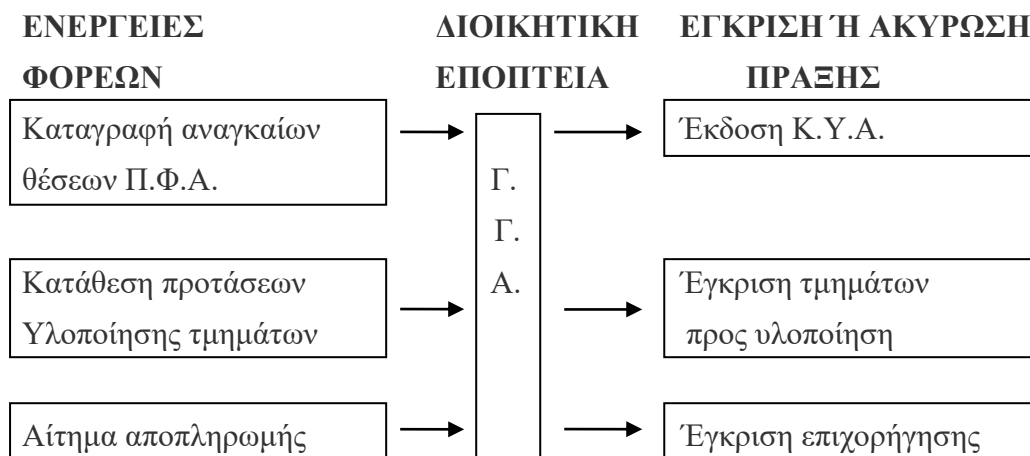 ΕΝΕΡΓΕΙΕΣ
ΦΟΡΕΩΝ
ΔΙΟΙΚΗΤΙΚΗ
ΕΠΟΠΤΕΙΑ
ΕΓΚΡΙΣΗ Ή ΑΚΥΡΩΣΗ
ΠΡΑΞΗΣ
Καταγραφή αναγκαίων
θέσεων Π.Φ.Α.
Γ.
Γ.
Α.
Έκδοση Κ.Υ.Α.
Κατάθεση προτάσεων
Υλοποίησης τμημάτων
Έγκριση τμημάτων
προς υλοποίηση
Αίτημα αποπληρωμής
Έγκριση επιχορήγησης